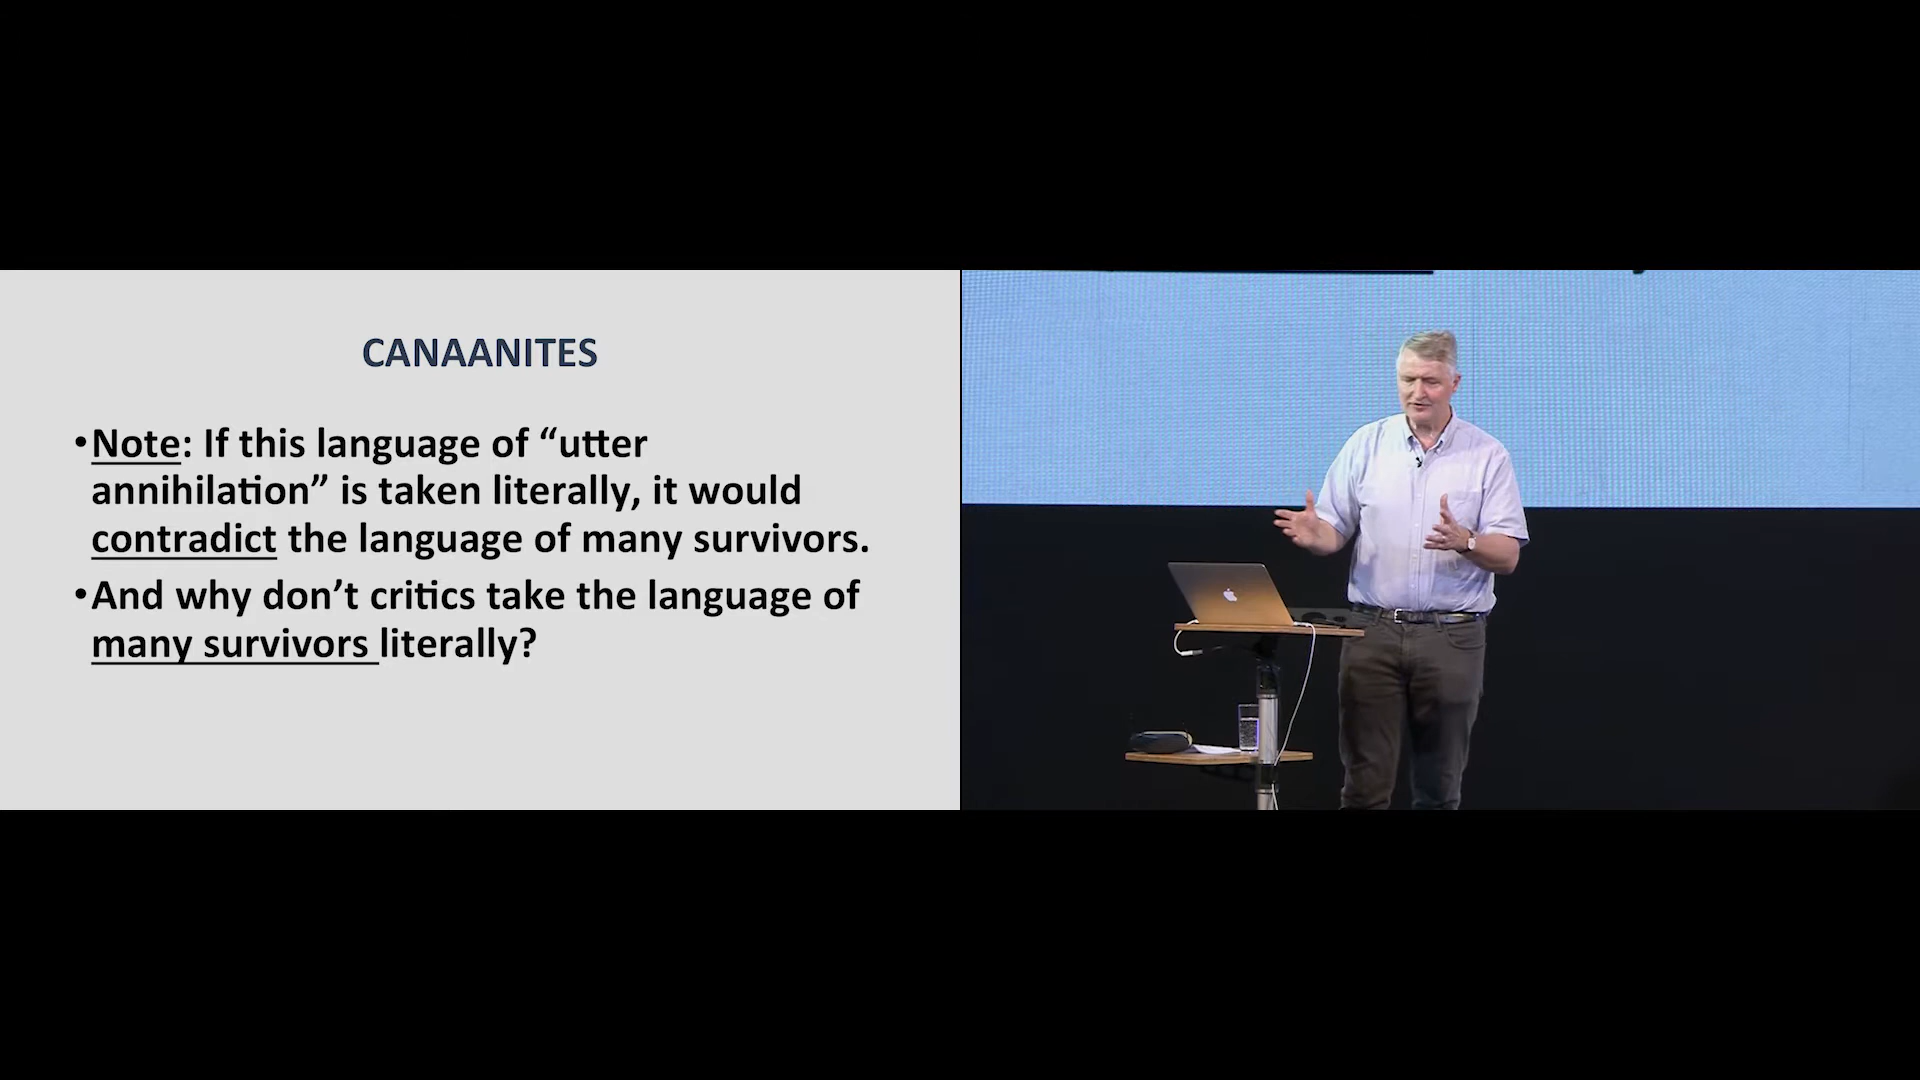 CANAANITES
•Note: If this language of “utter
annihilation” is taken literally, it would
contradict the language of many survivors.
•And why don’t critics take the language of
many survivors literally?